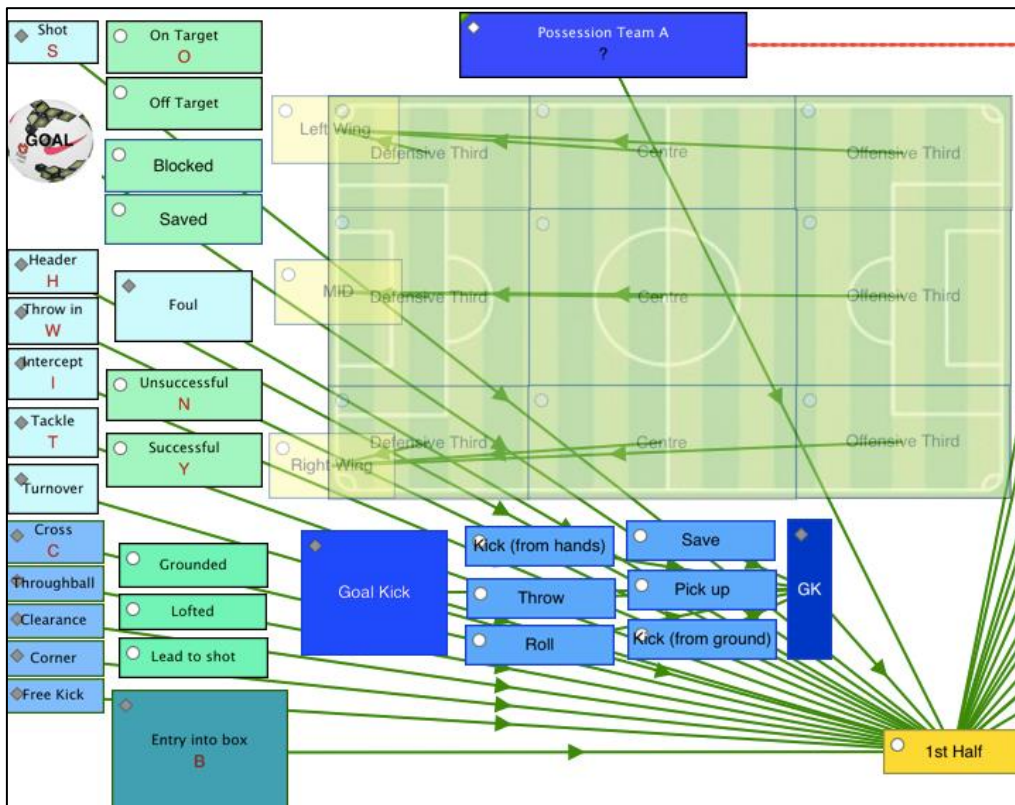 Shot
S
On Target
O
Possession Team A
?
Off Target
GOAL
Blocked
Saved
Left Wing
Defensive Third
Centre
Offensive Third
Header
H
Throw in
W
Foul
MID
Defensive Third
Centre
Offensive Third
Intercept
I
Unsuccessful
N
Tackle
T
Successful
Y
Right Wing
Defensive Third
Centre
Offensive Third
Turnover
Cross
C
Throughball
Clearance
Corner
Free Kick
Grounded
Lofted
Lead to shot
Goal Kick
Kick (from hands)
Throw
Roll
Save
Pick up
Kick (from ground)
GK
Entry into box
B
1st Half